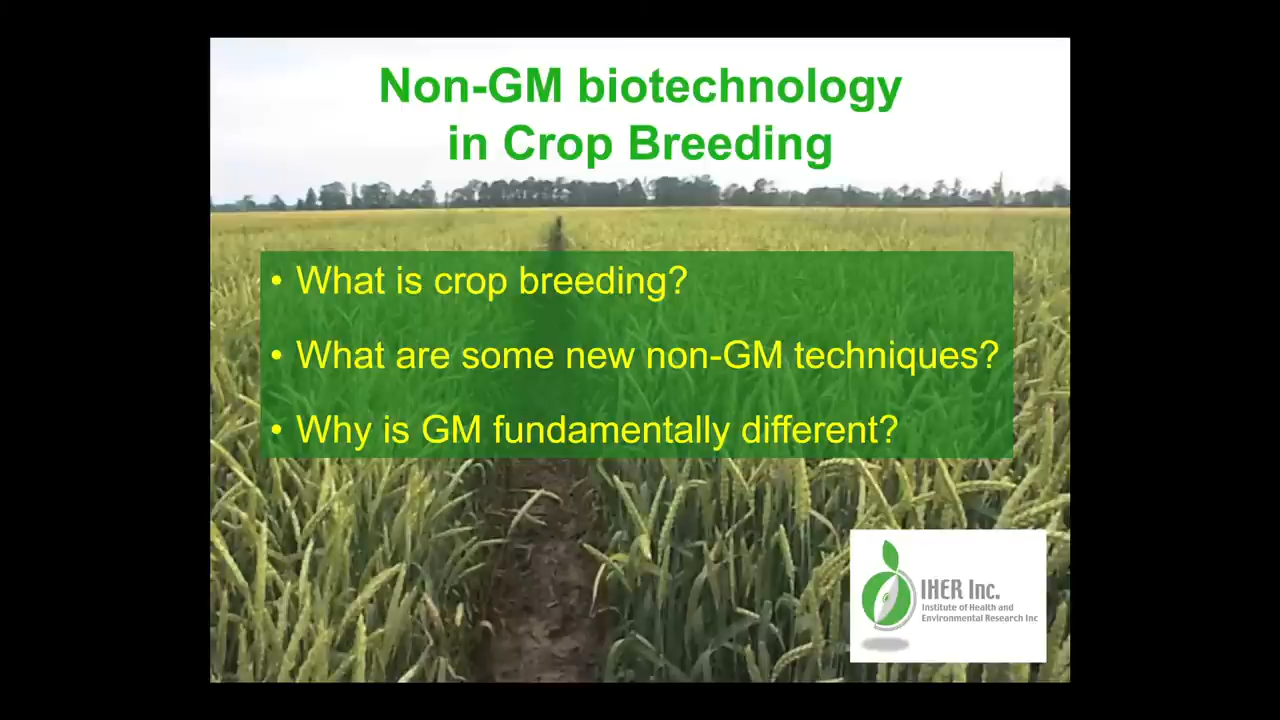 Non-GM biotechnology
in Crop Breeding
• What is crop breeding?
• What are some new non-GM techniques?
• Why is GM fundamentally different?
IHER Inc.
Institute of Health and
Environmental Research Inc